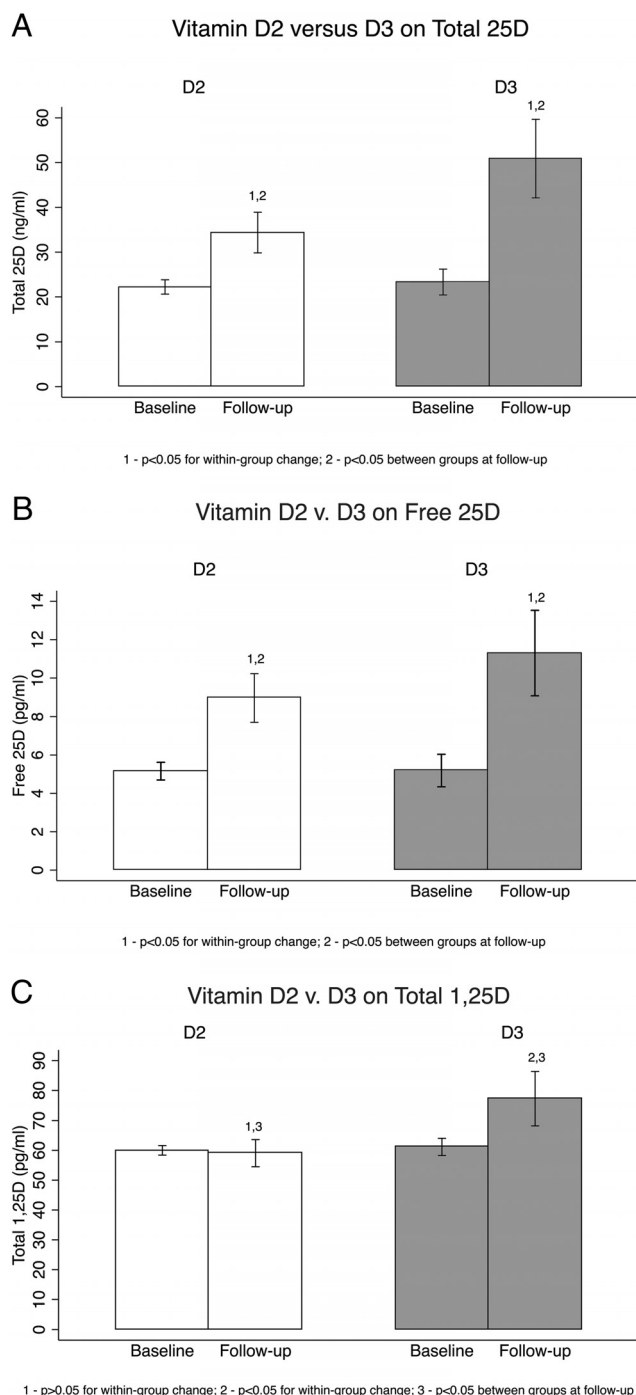 A
Vitamin D2 versus D3 on Total 25D
D2
D3
1,2
1,2
Total 25D (ng/ml)
60
50
40
30
20
10
0
Baseline
Follow-up
Baseline
Follow-up
1 - p<0.05 for within-group change; 2 - p<0.05 between groups at follow-up
B
Vitamin D2 v. D3 on Free 25D
D2
D3
1,2
1,2
Free 25D (pg/ml)
14
12
10
8
6
4
2
0
Baseline
Follow-up
Baseline
Follow-up
1 - p<0.05 for within-group change; 2 - p<0.05 between groups at follow-up
C
Vitamin D2 v. D3 on Total 1,25D
D2
D3
1,3
2,3
Total 1,25D (pg/ml)
90
80
70
60
50
40
30
20
10
0
Baseline
Follow-up
Baseline
Follow-up
1 - p>0.05 for within-group change; 2 - p<0.05 for within-group change; 3 - p<0.05 between groups at follow-up